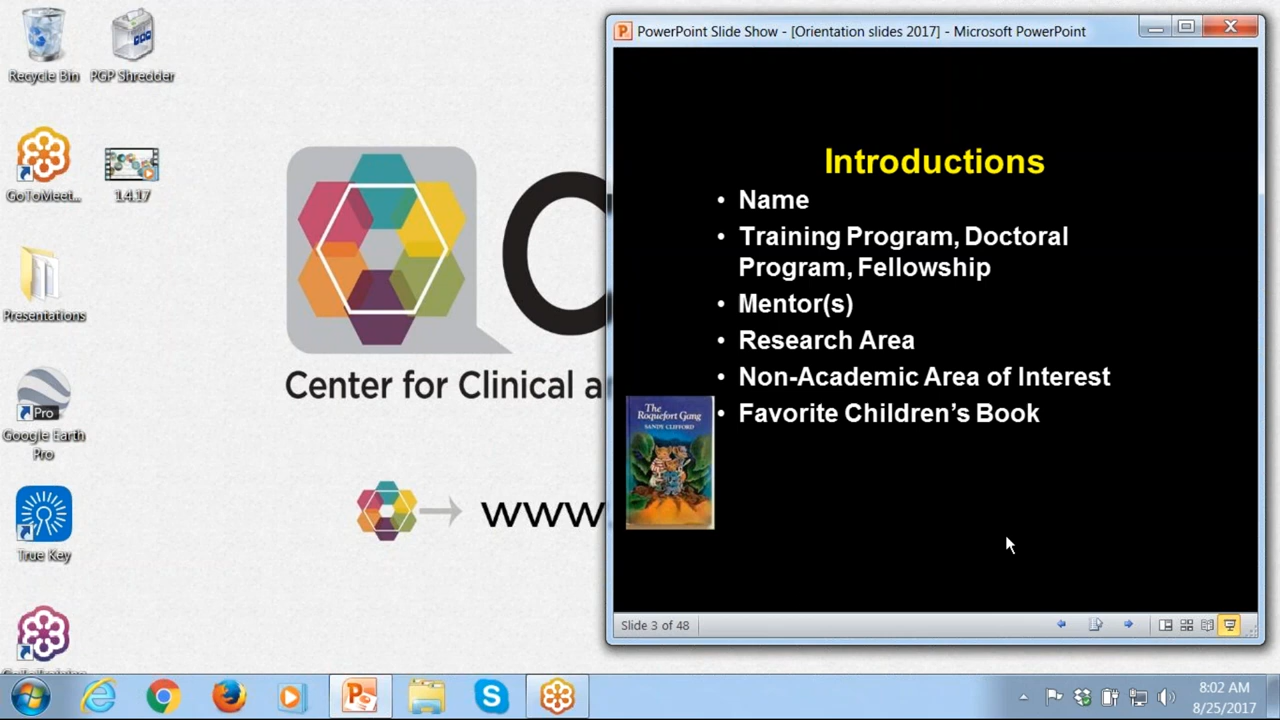 Recycle Bin
PGP Shredder
GoToMeet...
1.4.17
Presentations
Pro
Google Earth
Pro
True Key
Center for Clinical a
www
PowerPoint Slide Show - [Orientation slides 2017] - Microsoft PowerPoint
Introductions
• Name
• Training Program, Doctoral
Program, Fellowship
• Mentor(s)
• Research Area
• Non-Academic Area of Interest
• Favorite Children's Book
The
Roquefort Gang
SANDY CLIFFORD
Slide 3 of 48
8:02 AM
8/25/2017